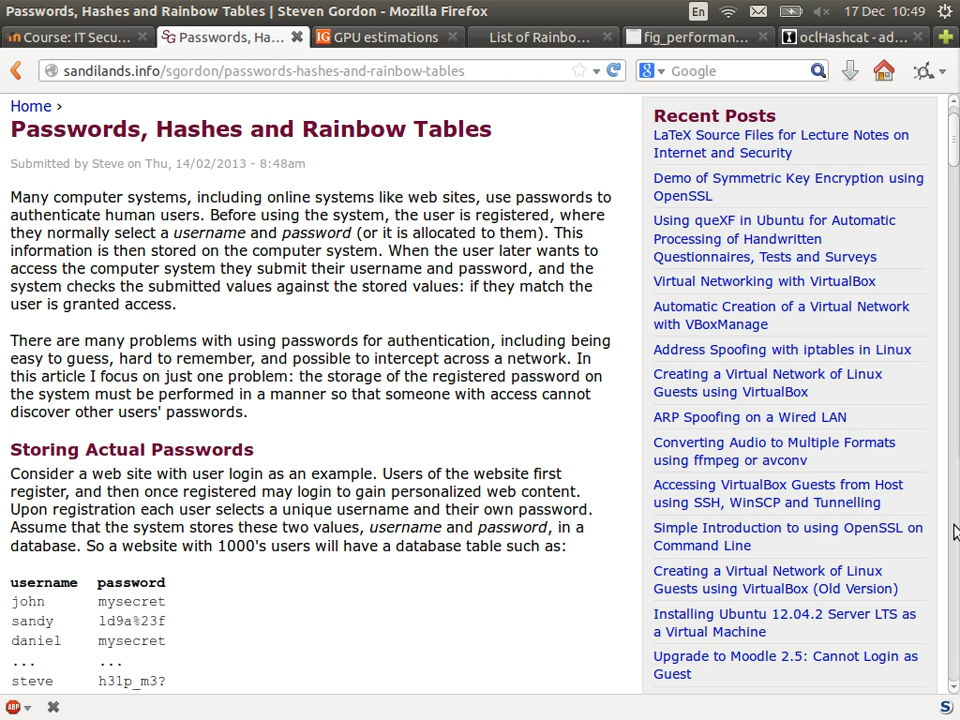 Passwords, Hashes and Rainbow Tables | Steven Gordon - Mozilla Firefox
En
17 Dec 10:49
Course: IT Secu...
Passwords, Ha...
GPU estimations
List of Rainbo...
fig_performan...
oclHashcat - ad...
sandilands.info/sgordon/passwords-hashes-and-rainbow-tables
Google
Home ›
Passwords, Hashes and Rainbow Tables
Submitted by Steve on Thu, 14/02/2013 - 8:48am
Many computer systems, including online systems like web sites, use passwords to
authenticate human users. Before using the system, the user is registered, where
they normally select a username and password (or it is allocated to them). This
information is then stored on the computer system. When the user later wants to
access the computer system they submit their username and password, and the
system checks the submitted values against the stored values: if they match the
user is granted access.
There are many problems with using passwords for authentication, including being
easy to guess, hard to remember, and possible to intercept across a network. In
this article I focus on just one problem: the storage of the registered password on
the system must be performed in a manner so that someone with access cannot
discover other users' passwords.
Storing Actual Passwords
Consider a web site with user login as an example. Users of the website first
register, and then once registered may login to gain personalized web content.
Upon registration each user selects a unique username and their own password.
Assume that the system stores these two values, username and password, in a
database. So a website with 1000's users will have a database table such as:
username password
john mysecret
sandy ld9a%23f
daniel mysecret
... ...
steve h31p_m3?
Recent Posts
LaTeX Source Files for Lecture Notes on
Internet and Security
Demo of Symmetric Key Encryption using
OpenSSL
Using queXF in Ubuntu for Automatic
Processing of Handwritten
Questionnaires, Tests and Surveys
Virtual Networking with VirtualBox
Automatic Creation of a Virtual Network
with VBoxManage
Address Spoofing with iptables in Linux
Creating a Virtual Network of Linux
Guests using VirtualBox
ARP Spoofing on a Wired LAN
Converting Audio to Multiple Formats
using ffmpeg or avconv
Accessing VirtualBox Guests from Host
using SSH, WinSCP and Tunnelling
Simple Introduction to using OpenSSL on
Command Line
Creating a Virtual Network of Linux
Guests using VirtualBox (Old Version)
Installing Ubuntu 12.04.2 Server LTS as
a Virtual Machine
Upgrade to Moodle 2.5: Cannot Login as
Guest
ABP
S